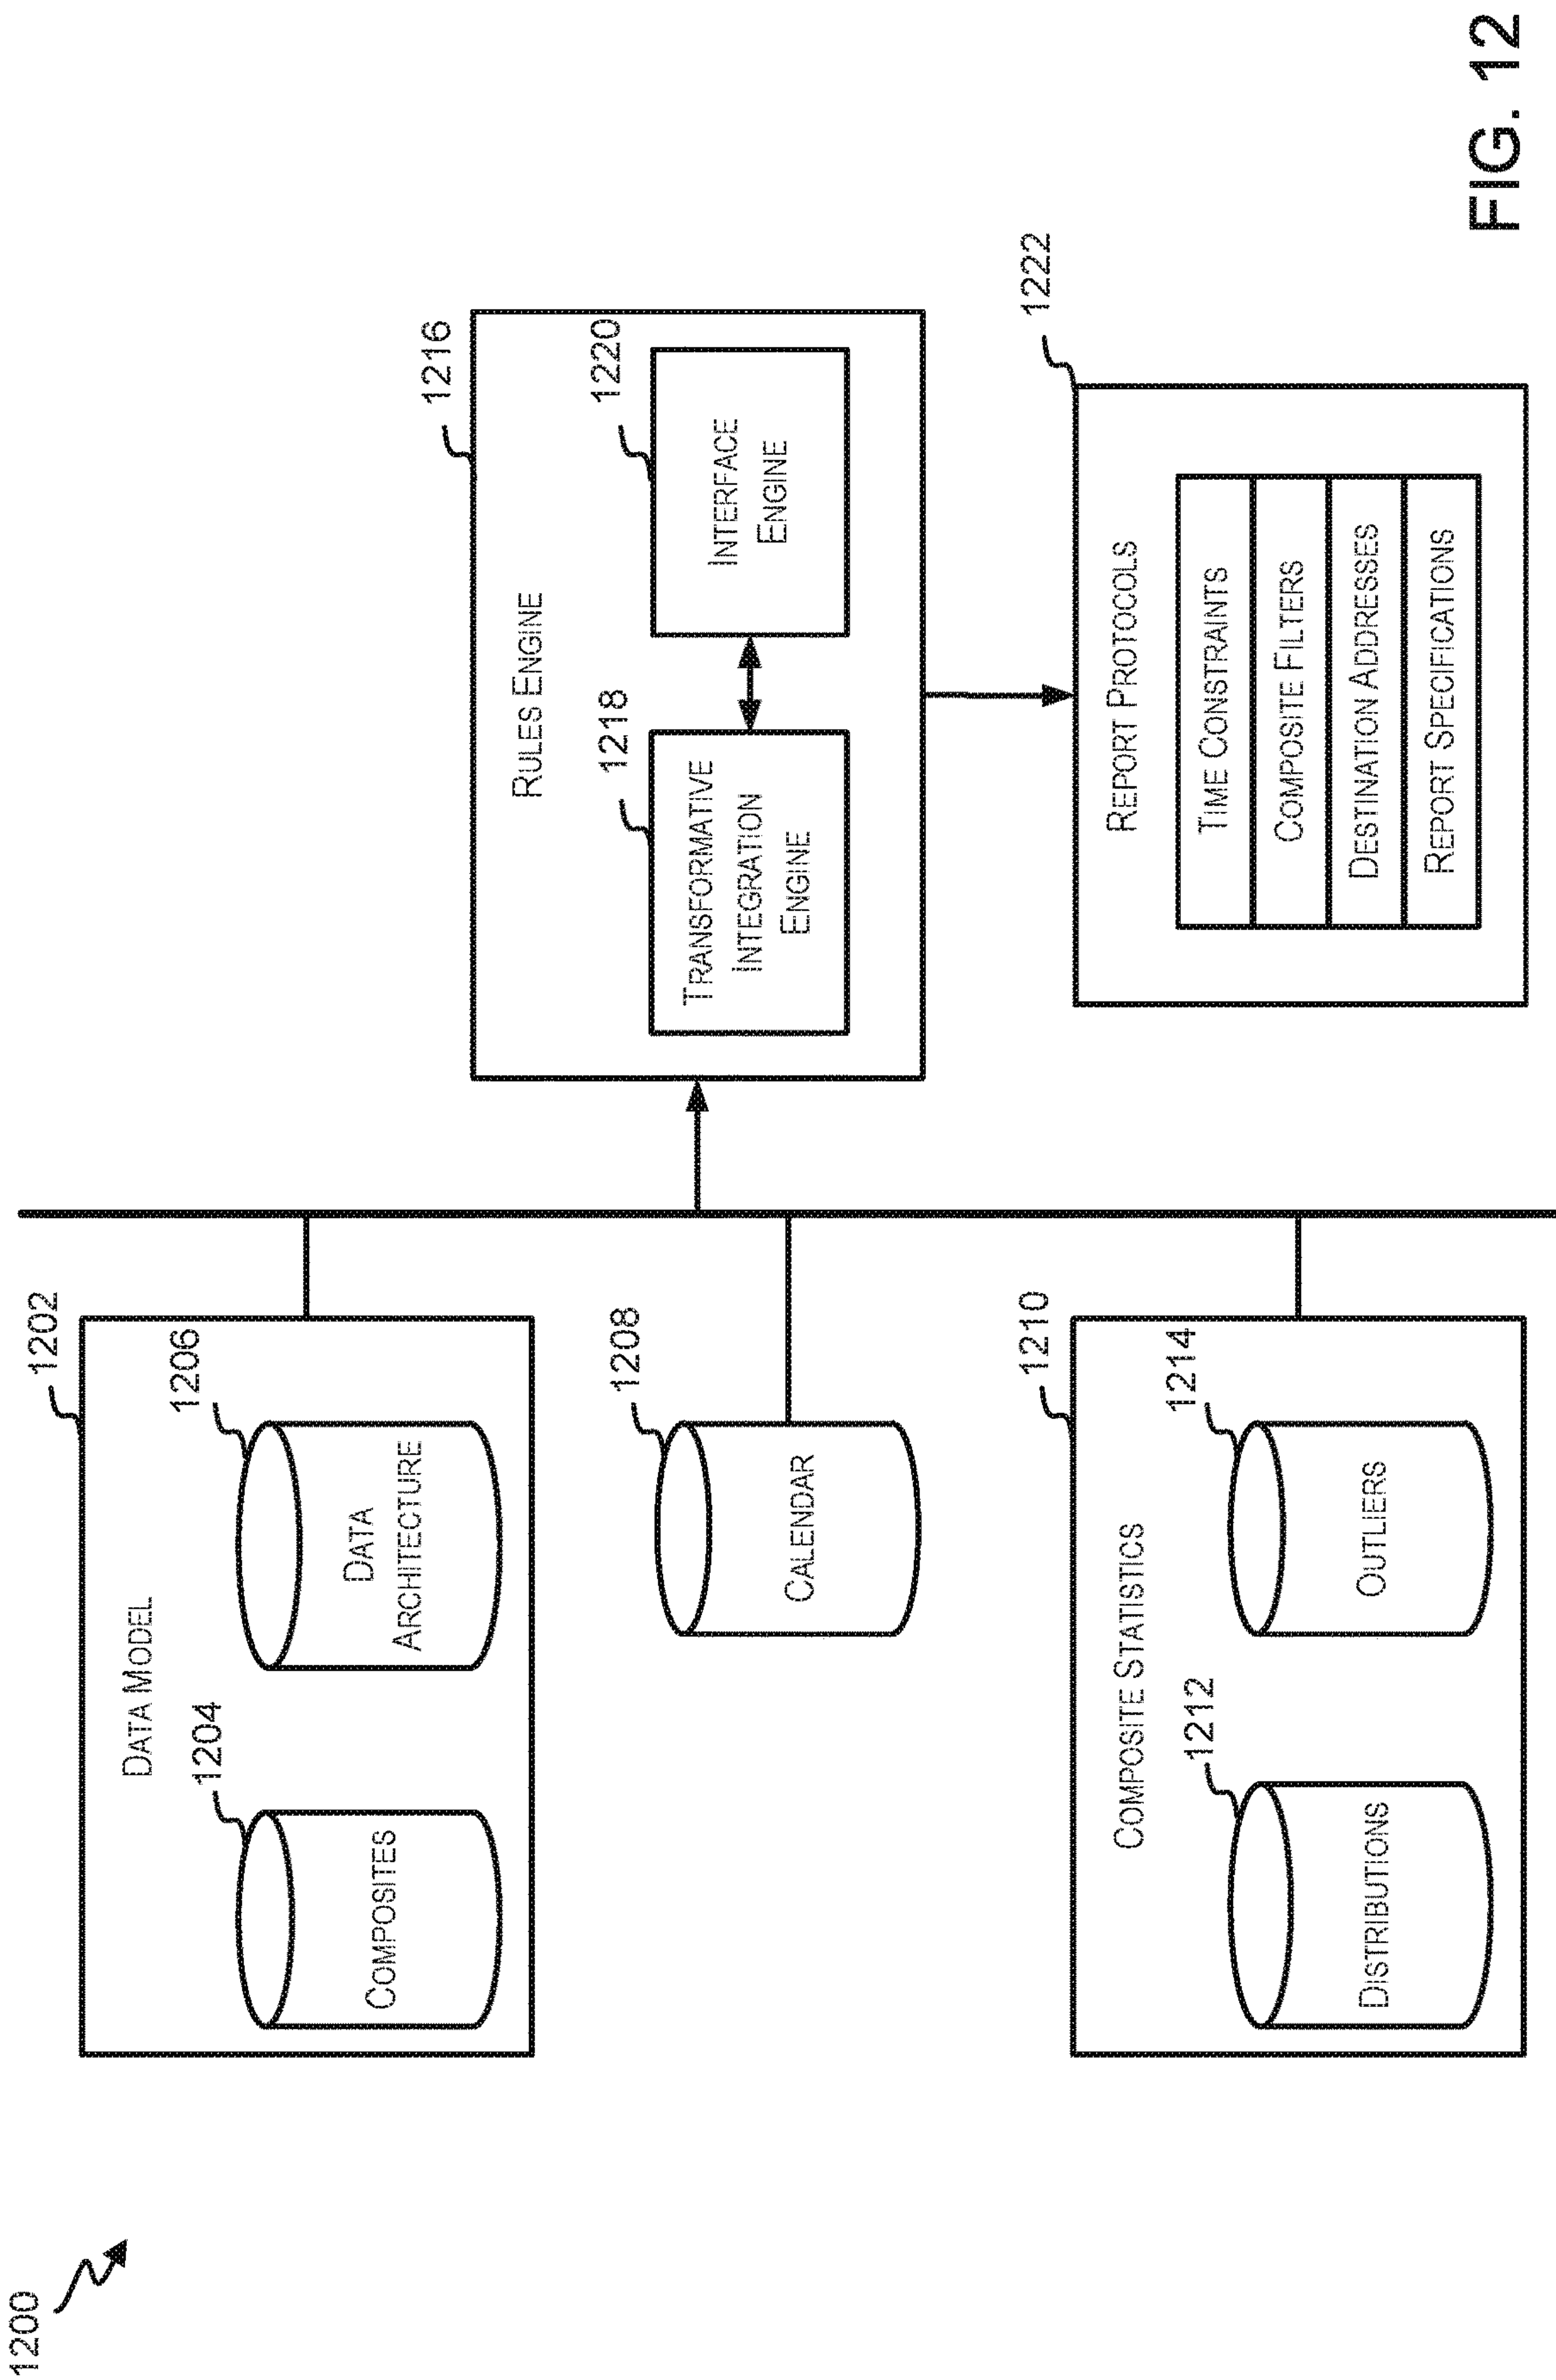 1200
1202
DATA MODEL
1204
COMPOSITES
1206
DATA
ARCHITECTURE
1208
CALENDAR
1210
COMPOSITE STATISTICS
1212
DISTRIBUTIONS
1214
OUTLIERS
1216
RULES ENGINE
1218
TRANSFORMATIVE
INTEGRATION
ENGINE
1220
INTERFACE
ENGINE
1222
REPORT PROTOCOLS
TIME CONSTRAINTS
COMPOSITE FILTERS
DESTINATION ADDRESSES
REPORT SPECIFICATIONS
FIG. 12